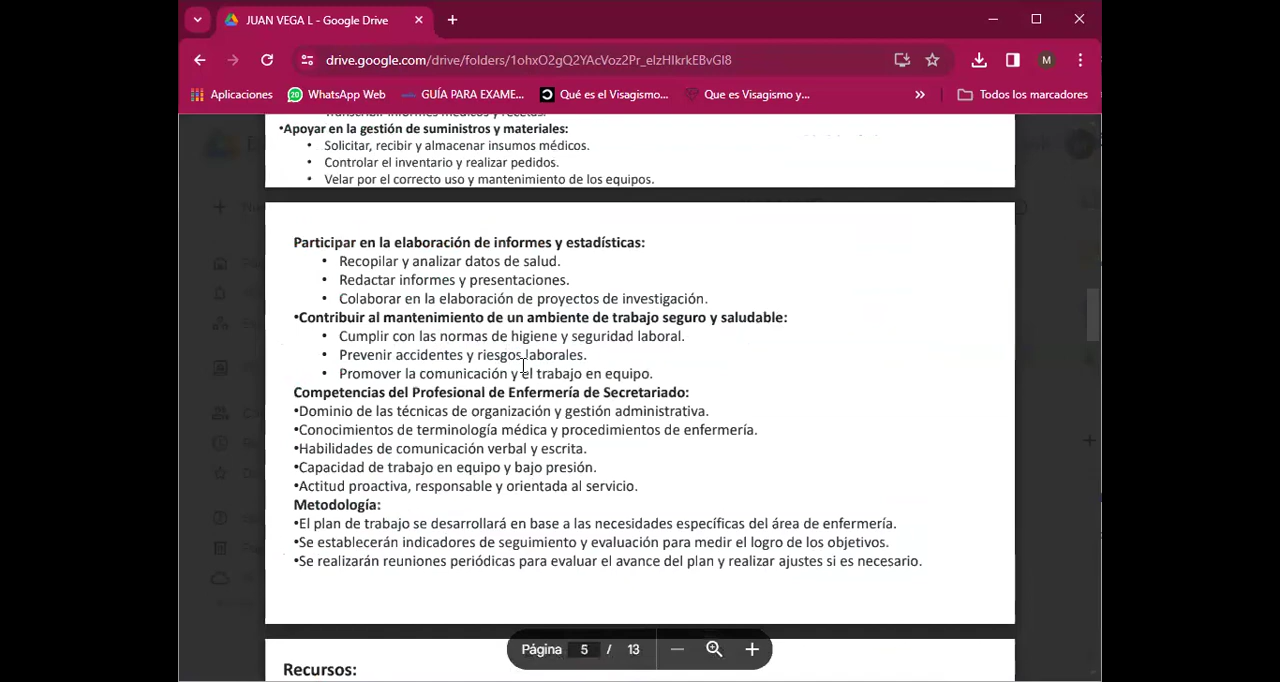 JUAN VEGA L - Google Drive
drive.google.com/drive/folders/1ohxO2gQ2YAcVoz2Pr_elzHIkrkEBvGl8
M
Aplicaciones
20
WhatsApp Web
GUÍA PARA EXAME...
Qué es el Visagismo...
Que es Visagismo y...
»
Todos los marcadores
Transcribir informes médicos y recetas.
•Apoyar en la gestión de suministros y materiales:
• Solicitar, recibir y almacenar insumos médicos.
• Controlar el inventario y realizar pedidos.
• Velar por el correcto uso y mantenimiento de los equipos.
Participar en la elaboración de informes y estadísticas:
• Recopilar y analizar datos de salud.
• Redactar informes y presentaciones.
• Colaborar en la elaboración de proyectos de investigación.
•Contribuir al mantenimiento de un ambiente de trabajo seguro y saludable:
• Cumplir con las normas de higiene y seguridad laboral.
• Prevenir accidentes y riesgos laborales.
• Promover la comunicación y el trabajo en equipo.
Competencias del Profesional de Enfermería de Secretariado:
•Dominio de las técnicas de organización y gestión administrativa.
•Conocimientos de terminología médica y procedimientos de enfermería.
•Habilidades de comunicación verbal y escrita.
•Capacidad de trabajo en equipo y bajo presión.
•Actitud proactiva, responsable y orientada al servicio.
Metodología:
•El plan de trabajo se desarrollará en base a las necesidades específicas del área de enfermería.
•Se establecerán indicadores de seguimiento y evaluación para medir el logro de los objetivos.
•Se realizarán reuniones periódicas para evaluar el avance del plan y realizar ajustes si es necesario.
Recursos:
Página 5 / 13